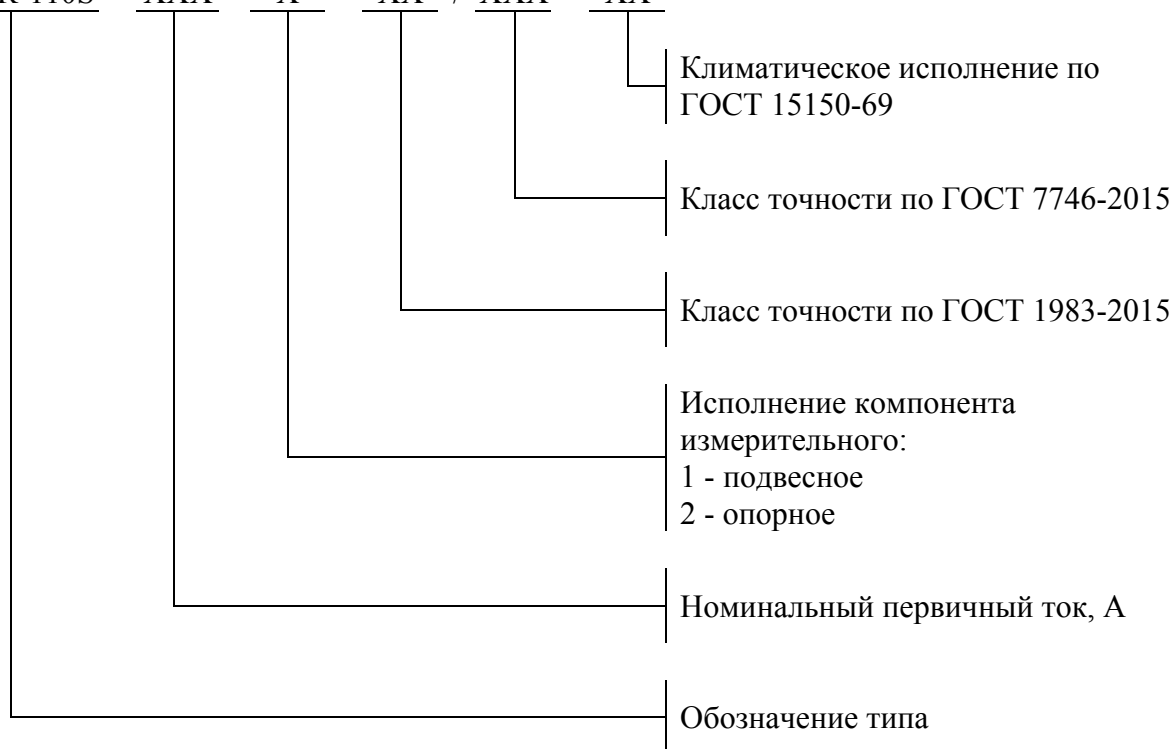 Климатическое исполнение по
ГОСТ 15150-69
Класс точности по ГОСТ 7746-2015
Класс точности по ГОСТ 1983-2015
Исполнение компонента
измерительного:
1 - подвесное
2 - опорное
Номинальный первичный ток, А
Обозначение типа